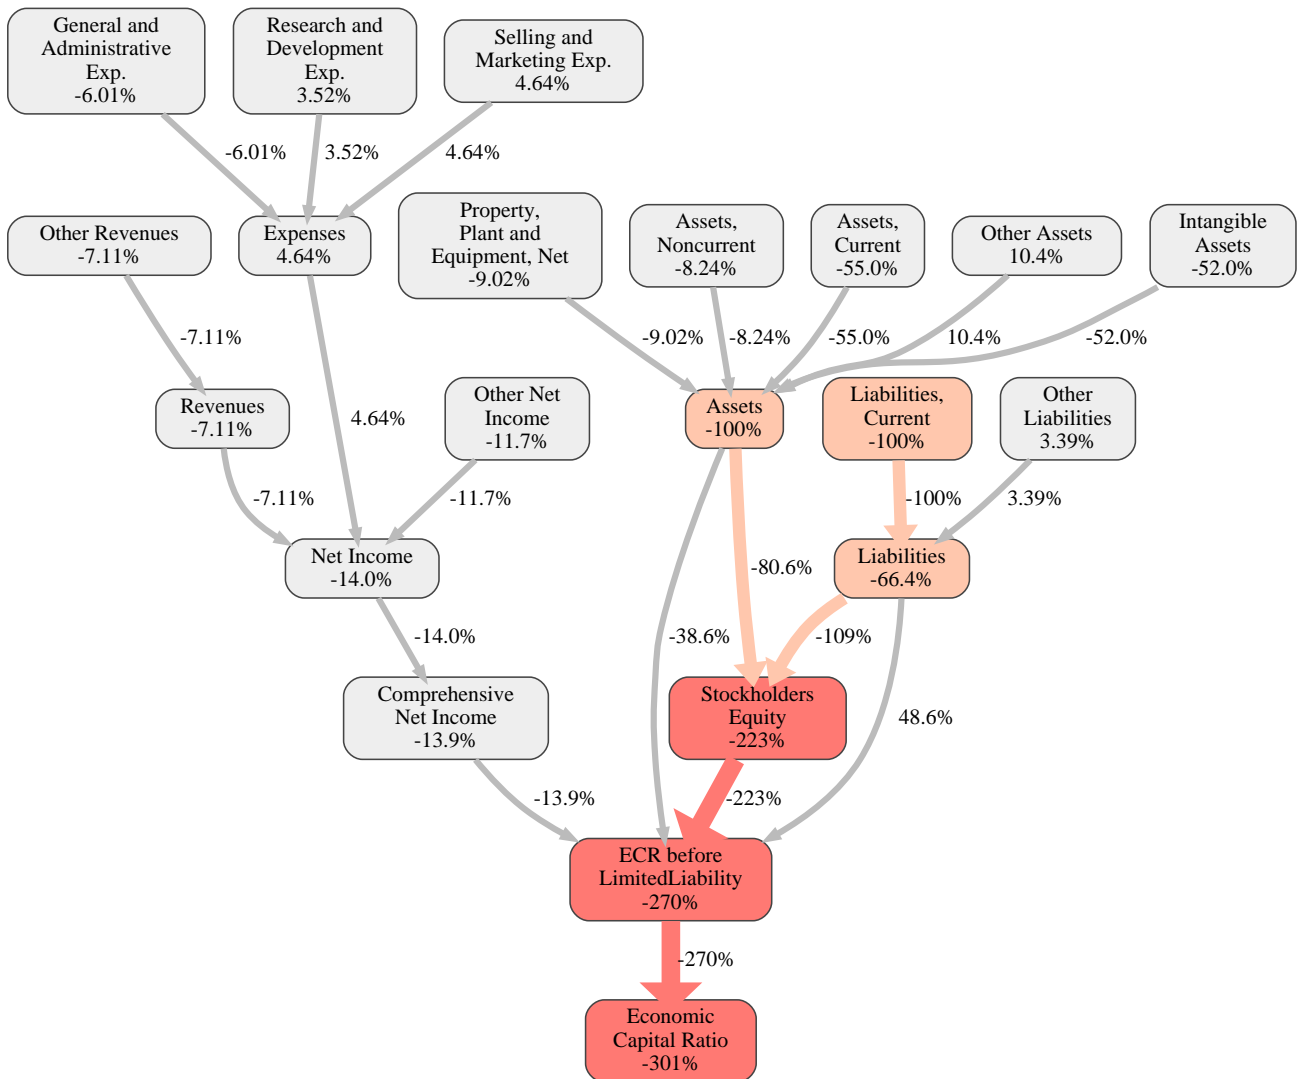 General and
Administrative
Exp.
-6.01%
Research and
Development
Exp.
3.52%
Selling and
Marketing Exp.
4.64%
-6.01%
3.52%
4.64%
Other Revenues
-7.11%
Expenses
4.64%
Property,
Plant and
Equipment, Net
-9.02%
Assets,
Noncurrent
-8.24%
Assets,
Current
-55.0%
Other Assets
10.4%
Intangible
Assets
-52.0%
-7.11%
-9.02%
-8.24%
-55.0%
10.4%
-52.0%
Revenues
-7.11%
4.64%
Other Net
Income
-11.7%
Assets
-100%
Liabilities,
Current
-100%
Other
Liabilities
3.39%
-7.11%
-11.7%
-100%
3.39%
Net Income
-14.0%
-80.6%
Liabilities
-66.4%
-14.0%
-38.6%
-109%
Comprehensive
Net Income
-13.9%
Stockholders
Equity
-223%
48.6%
-13.9%
-223%
ECR before
LimitedLiability
-270%
-270%
Economic
Capital Ratio
-301%